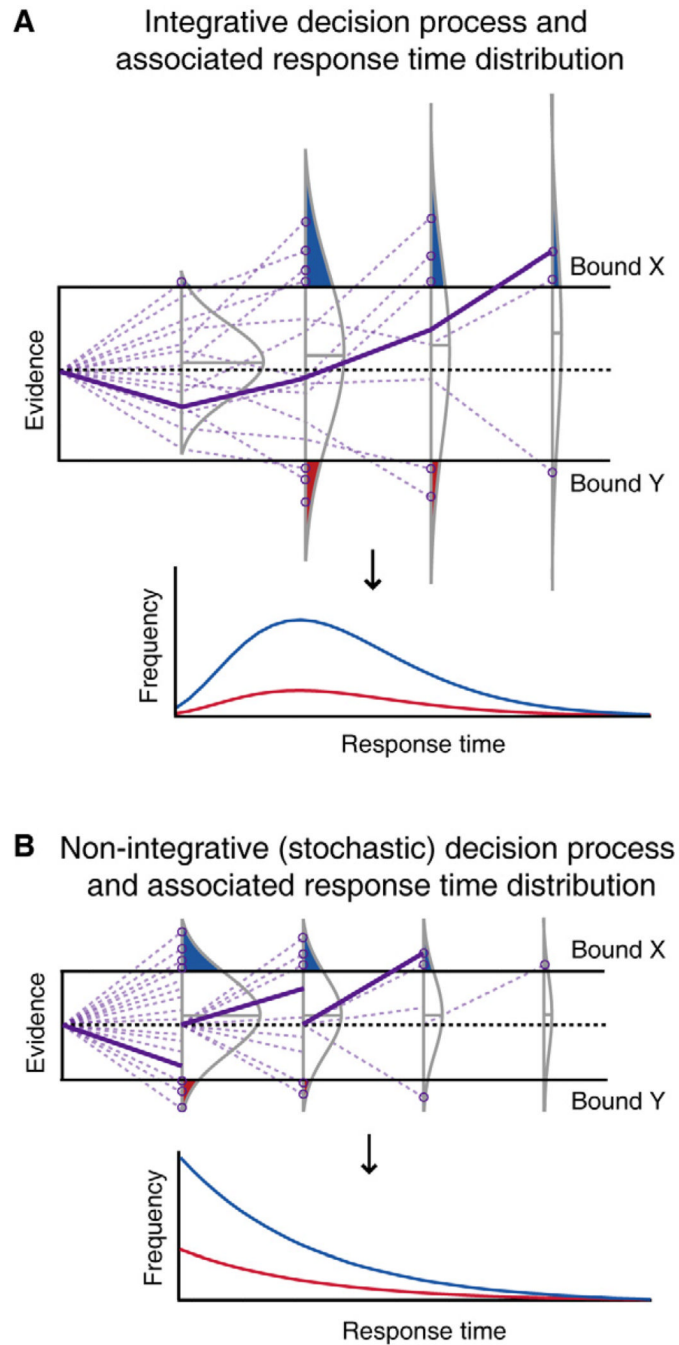 A
Integrative decision process and
associated response time distribution
Bound X
Evidence
Bound Y
Frequency
Response time
B
Non-integrative (stochastic) decision process
and associated response time distribution
Bound X
Evidence
Bound Y
Frequency
Response time